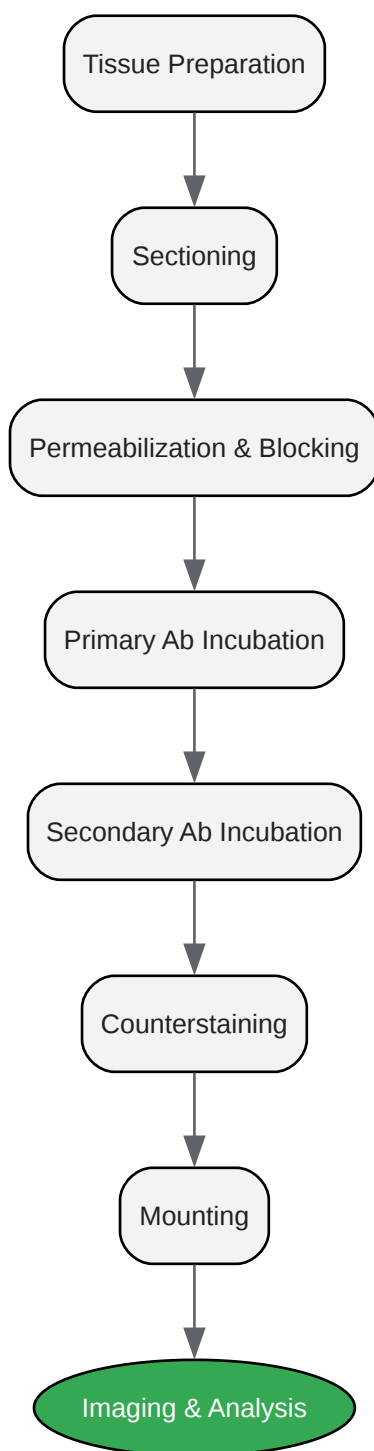 Tissue Preparation
Sectioning
Permeabilization & Blocking
Primary Ab Incubation
Secondary Ab Incubation
Counterstaining
Mounting
Imaging & Analysis